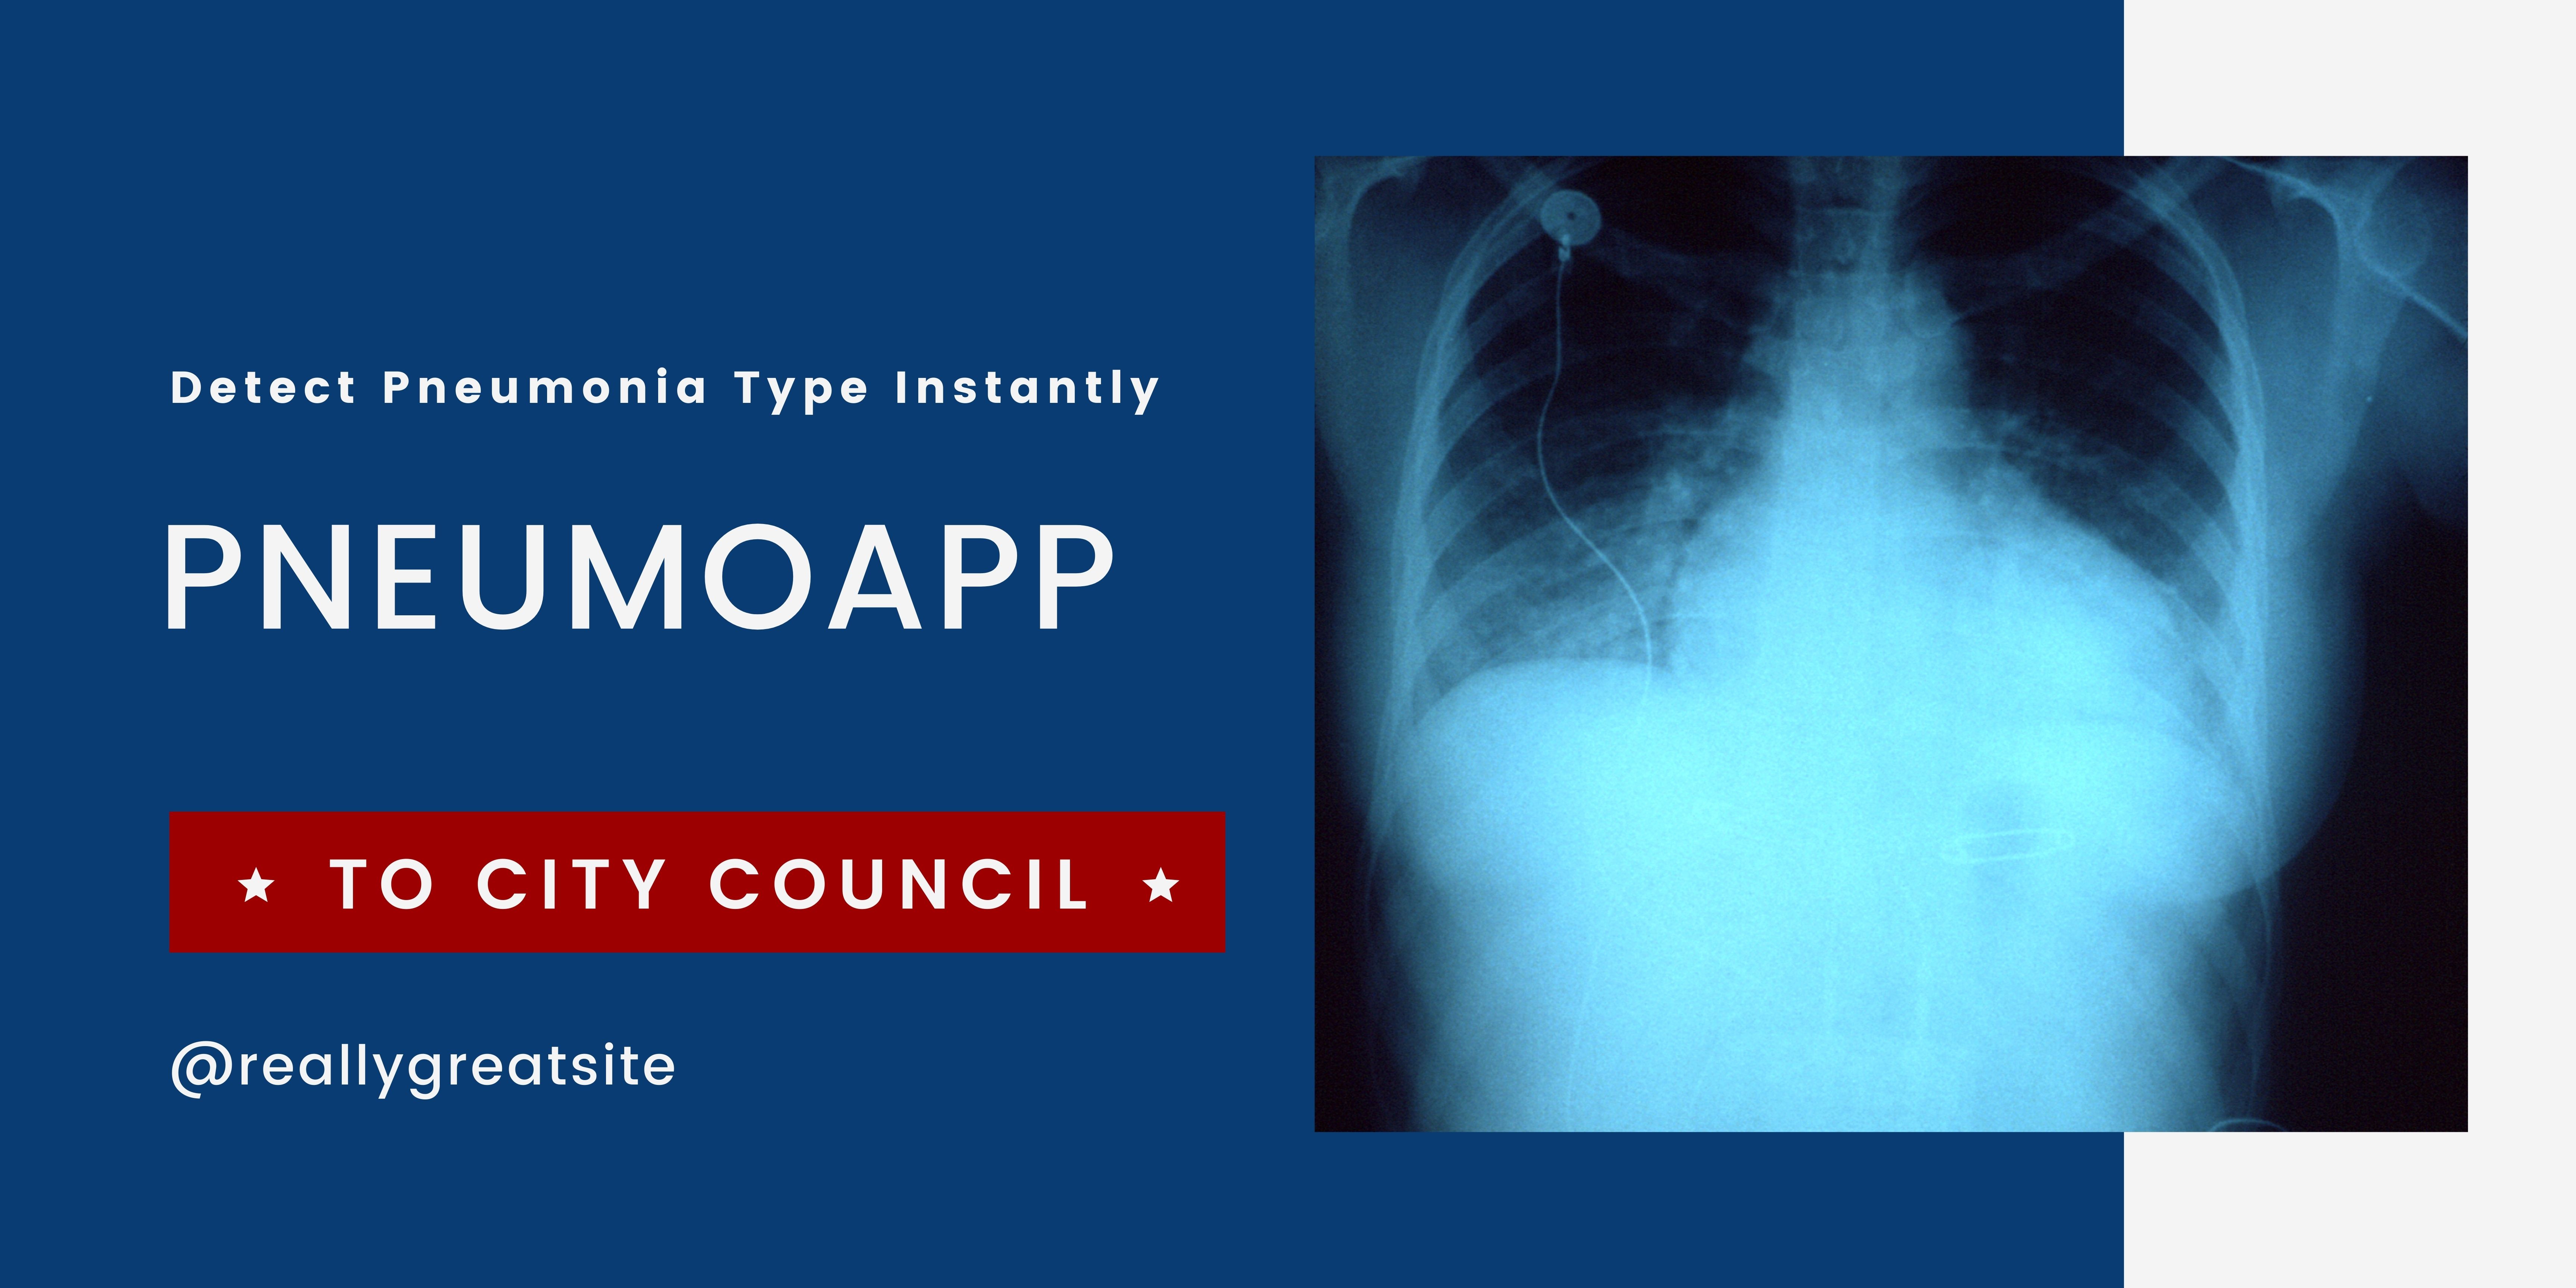 Detect Pneumonia Type Instantly
PNEUMOAPP
★ TO CITY COUNCIL ★
@reallygreatsite